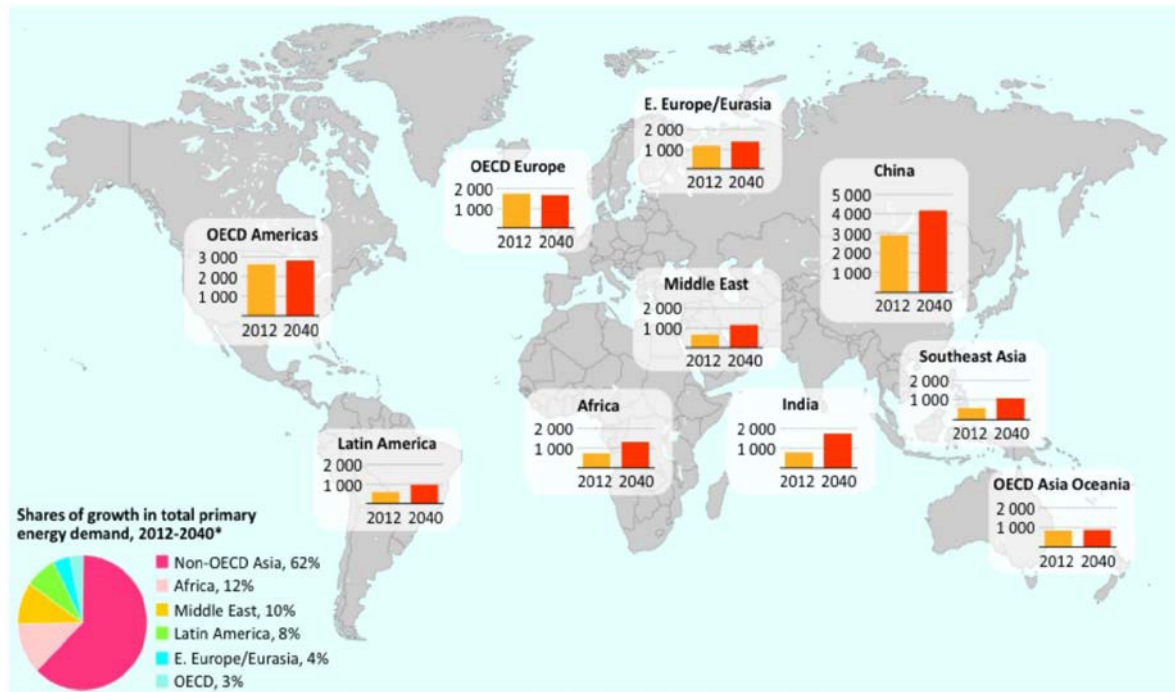 E. Europe/Eurasia
2 000
1 000
2012 2040
OECD Europe
2 000
1 000
2012 2040
China
5 000
4 000
3 000
2 000
1 000
2012 2040
OECD Americas
3 000
2 000
1 000
2012 2040
Middle East
2 000
1 000
2012 2040
Southeast Asia
2 000
1 000
2012 2040
Africa
2 000
1 000
2012 2040
India
2 000
1 000
2012 2040
Latin America
2 000
1 000
2012 2040
OECD Asia Oceania
2 000
1 000
2012 2040
Shares of growth in total primary
energy demand, 2012-2040*
Non-OECD Asia, 62%
Africa, 12%
Middle East, 10%
Latin America, 8%
E. Europe/Eurasia, 4%
OECD, 3%